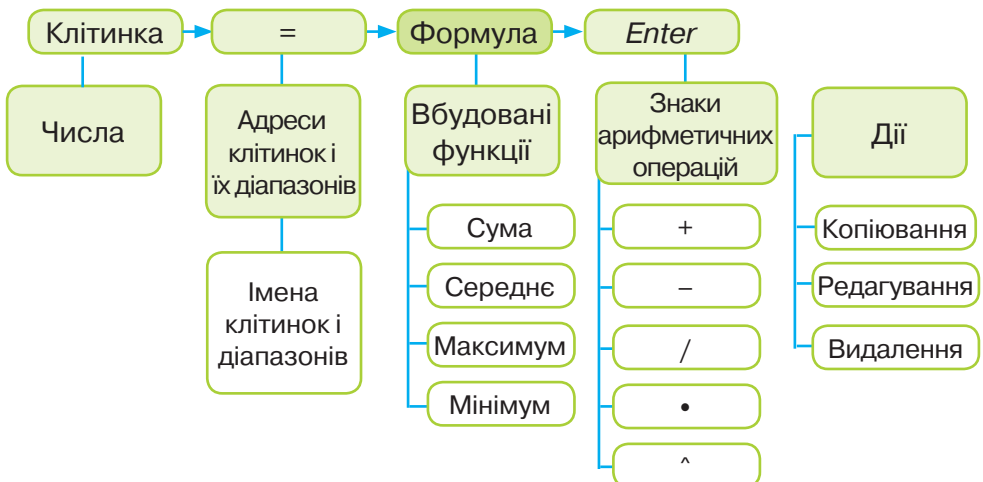 Клітинка
=
Формула
Enter
Числа
Адреси
клітинок і
їх діапазонів
Імена
клітинок і
діапазонів
Вбудовані
функції
Сума
Середнє
Максимум
Мінімум
Знаки
арифметичних
операцій
+
–
/
•
^
Дії
Копіювання
Редагування
Видалення